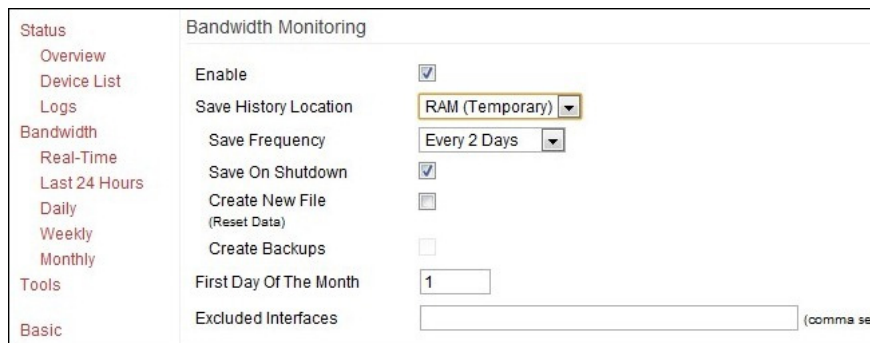 Status
Overview
Device List
Logs
Bandwidth
Real-Time
Last 24 Hours
Daily
Weekly
Monthly
Tools
Basic
Bandwidth Monitoring
Enable
Save History Location RAM (Temporary)
Save Frequency Every 2 Days
Save On Shutdown
Create New File
(Reset Data)
Create Backups
First Day Of The Month 1
Excluded Interfaces (comma se